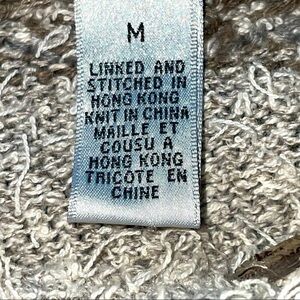 M
LINKED AND
STITCHED IN
HONG KONG
KNIT IN CHINA
MAILLE ET
COUSU A
HONG KONG
TRICOTE EN
CHINE